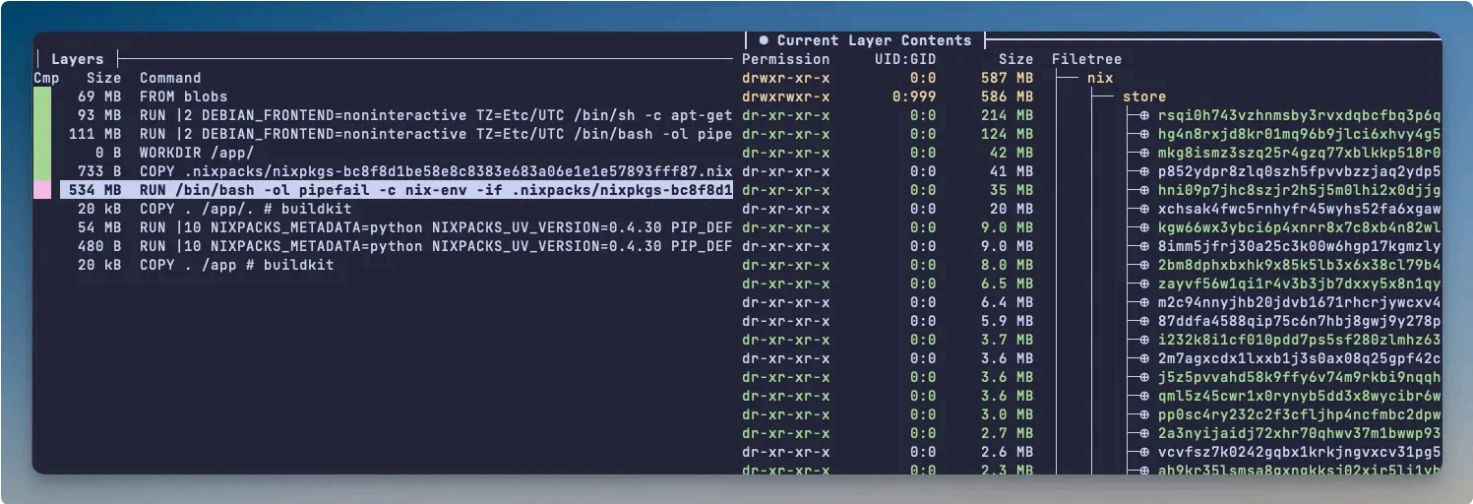 Layers
Cmp Size Command
69 MB FROM blobs
93 MB RUN |2 DEBIAN_FRONTEND=noninteractive TZ=Etc/UTC /bin/sh -c apt-get
111 MB RUN |2 DEBIAN_FRONTEND=noninteractive TZ=Etc/UTC /bin/bash -ol pipe
0 B WORKDIR /app/
733 B COPY .nixpacks/nixpkgs-bc8f8d1be58e8c8383e683a06e1e1e57893fff87.nix
534 MB RUN /bin/bash -ol pipefail -c nix-env -if .nixpacks/nixpkgs-bc8f8d1
20 kB COPY . /app/. # buildkit
54 MB RUN |10 NIXPACKS_METADATA=python NIXPACKS_UV_VERSION=0.4.30 PIP_DEF
480 B RUN |10 NIXPACKS_METADATA=python NIXPACKS_UV_VERSION=0.4.30 PIP_DEF
20 kB COPY . /app # buildkit
● Current Layer Contents
Permission UID:GID Size Filetree
drwxr-xr-x 0:0 587 MB nix
drwxrwxr-x 0:999 586 MB store
dr-xr-xr-x 0:0 214 MB rsqi0h743vzhnmsby3rvxdqbcfbq3p6q
dr-xr-xr-x 0:0 124 MB hg4n8rxjd8kr01mq96b9jlci6xhvy4g5
dr-xr-xr-x 0:0 42 MB mkg8ismz3szq25r4gzq77xblkkp518r0
dr-xr-xr-x 0:0 41 MB p852ydpr8zlq0szh5fpvvbzzjaq2ydp5
dr-xr-xr-x 0:0 35 MB hni09p7jhc8szjr2h5j5m0lhi2x0djjg
dr-xr-xr-x 0:0 20 MB xchsak4fwc5rnhyfr45wyhs52fa6xgaw
dr-xr-xr-x 0:0 9.0 MB kgw66wx3ybci6p4xnrr8x7c8xb4n82wl
dr-xr-xr-x 0:0 9.0 MB 8imm5jfrj30a25c3k00w6hgp17kgmzly
dr-xr-xr-x 0:0 8.0 MB 2bm8dphxbxhk9x85k5lb3x6x38cl79b4
dr-xr-xr-x 0:0 6.5 MB zayvf56w1qi1r4v3b3jb7dxxy5x8n1qy
dr-xr-xr-x 0:0 6.4 MB m2c94nnyjhb20jdvb1671rhcrjywcxv4
dr-xr-xr-x 0:0 5.9 MB 87ddfa4588qip75c6n7hbj8gwj9y278p
dr-xr-xr-x 0:0 3.7 MB i232k8i1cf010pdd7ps5sf280zlmhz63
dr-xr-xr-x 0:0 3.6 MB 2m7agxcdx1lxxb1j3s0ax08q25gpf42c
dr-xr-xr-x 0:0 3.6 MB j5z5pvvahd58k9ffy6v74m9rkbi9nqqh
dr-xr-xr-x 0:0 3.6 MB qml5z45cwr1x0rynyb5dd3x8wycibr6w
dr-xr-xr-x 0:0 3.0 MB pp0sc4ry232c2f3cfljhp4ncfmbc2dpw
dr-xr-xr-x 0:0 2.7 MB 2a3nyijaidj72xhr70qhwv37m1bwwp93
dr-xr-xr-x 0:0 2.6 MB vcvfsz7k0242gqbx1krkjngvxcv31pg5
dr-xr-xr-x 0:0 2.3 MB